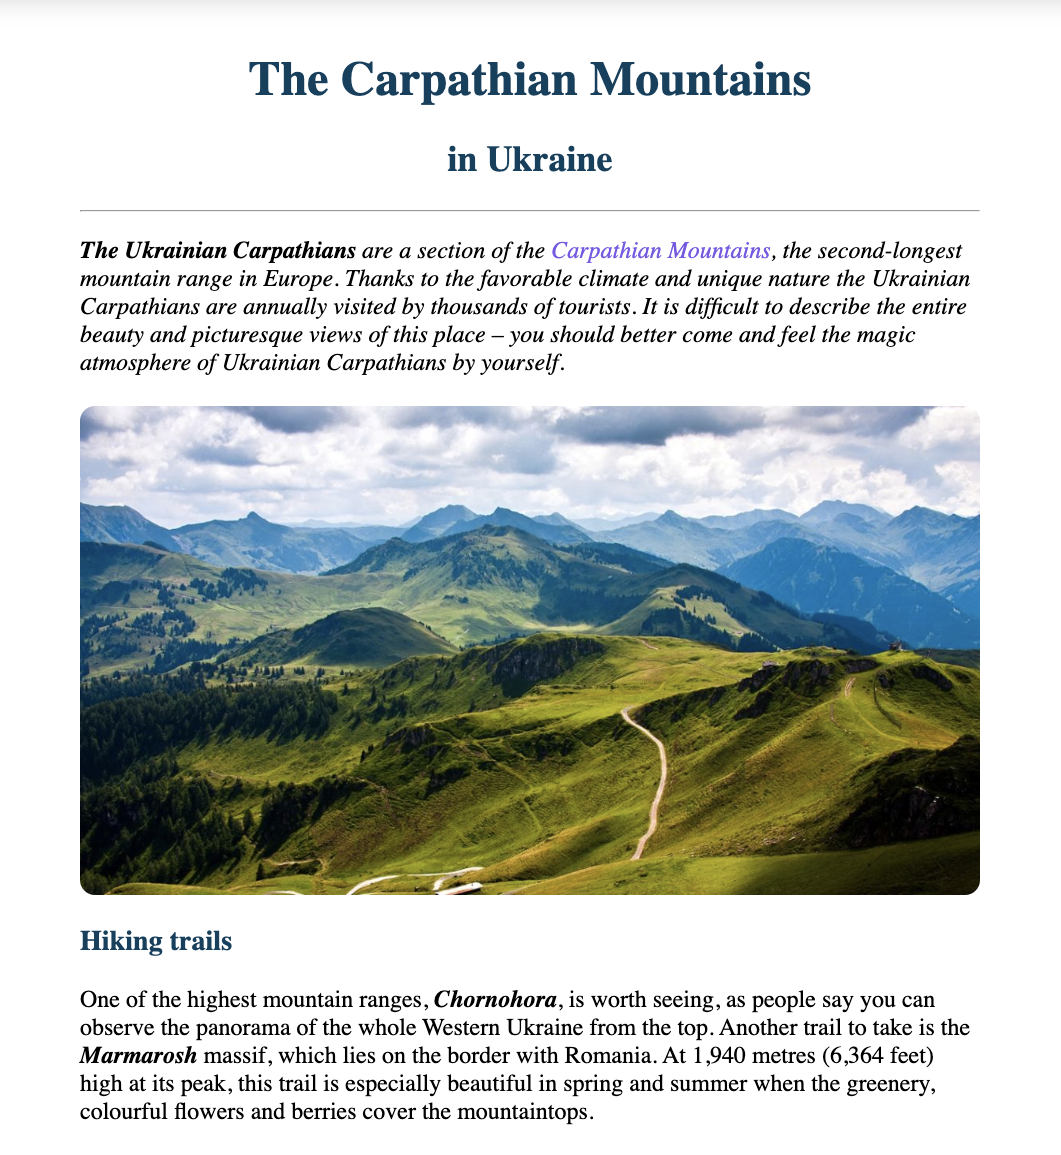 The Carpathian Mountains
in Ukraine
The Ukrainian Carpathians are a section of the Carpathian Mountains, the second-longest
mountain range in Europe. Thanks to the favorable climate and unique nature the Ukrainian
Carpathians are annually visited by thousands of tourists. It is difficult to describe the entire
beauty and picturesque views of this place – you should better come and feel the magic
atmosphere of Ukrainian Carpathians by yourself.
Hiking trails
One of the highest mountain ranges, Chornohora, is worth seeing, as people say you can
observe the panorama of the whole Western Ukraine from the top. Another trail to take is the
Marmarosh massif, which lies on the border with Romania. At 1,940 metres (6,364 feet)
high at its peak, this trail is especially beautiful in spring and summer when the greenery,
colourful flowers and berries cover the mountaintops.